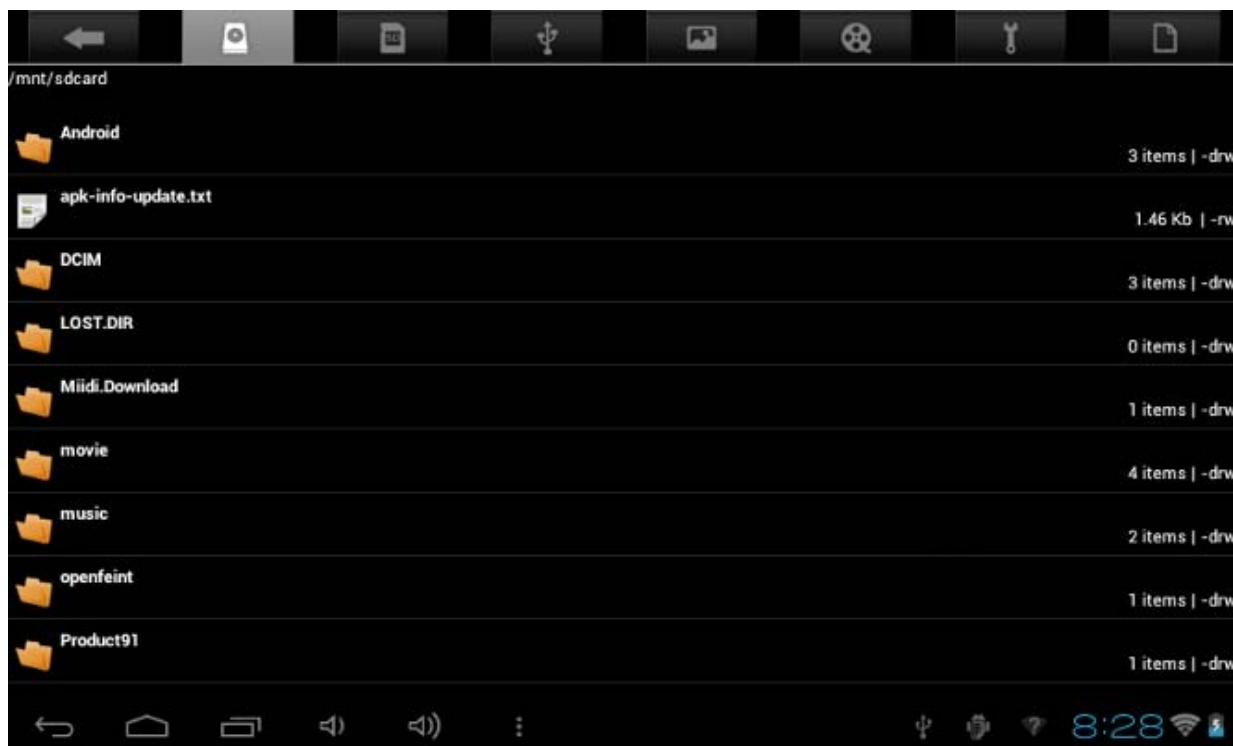 /mnt/sdcard
Android
3 items | -drw
apk-info-update.txt
1.46 Kb | -rw
DCIM
3 items | -drw
LOST.DIR
0 items | -drw
Miidi.Download
1 items | -drw
movie
4 items | -drw
music
2 items | -drw
openfeint
1 items | -drw
Product91
1 items | -drw
8:28